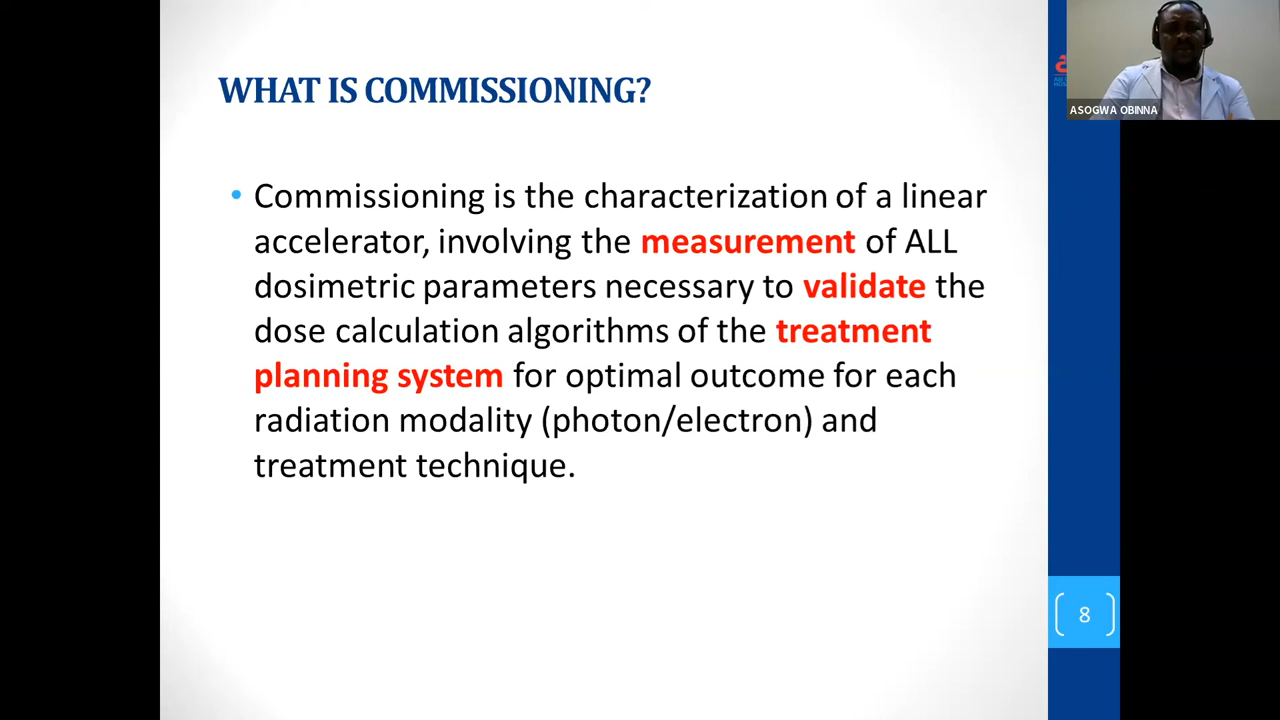 WHAT IS COMMISSIONING?
ASOGWA OBINNA
• Commissioning is the characterization of a linear
accelerator, involving the measurement of ALL
dosimetric parameters necessary to validate the
dose calculation algorithms of the treatment
planning system for optimal outcome for each
radiation modality (photon/electron) and
treatment technique.
8